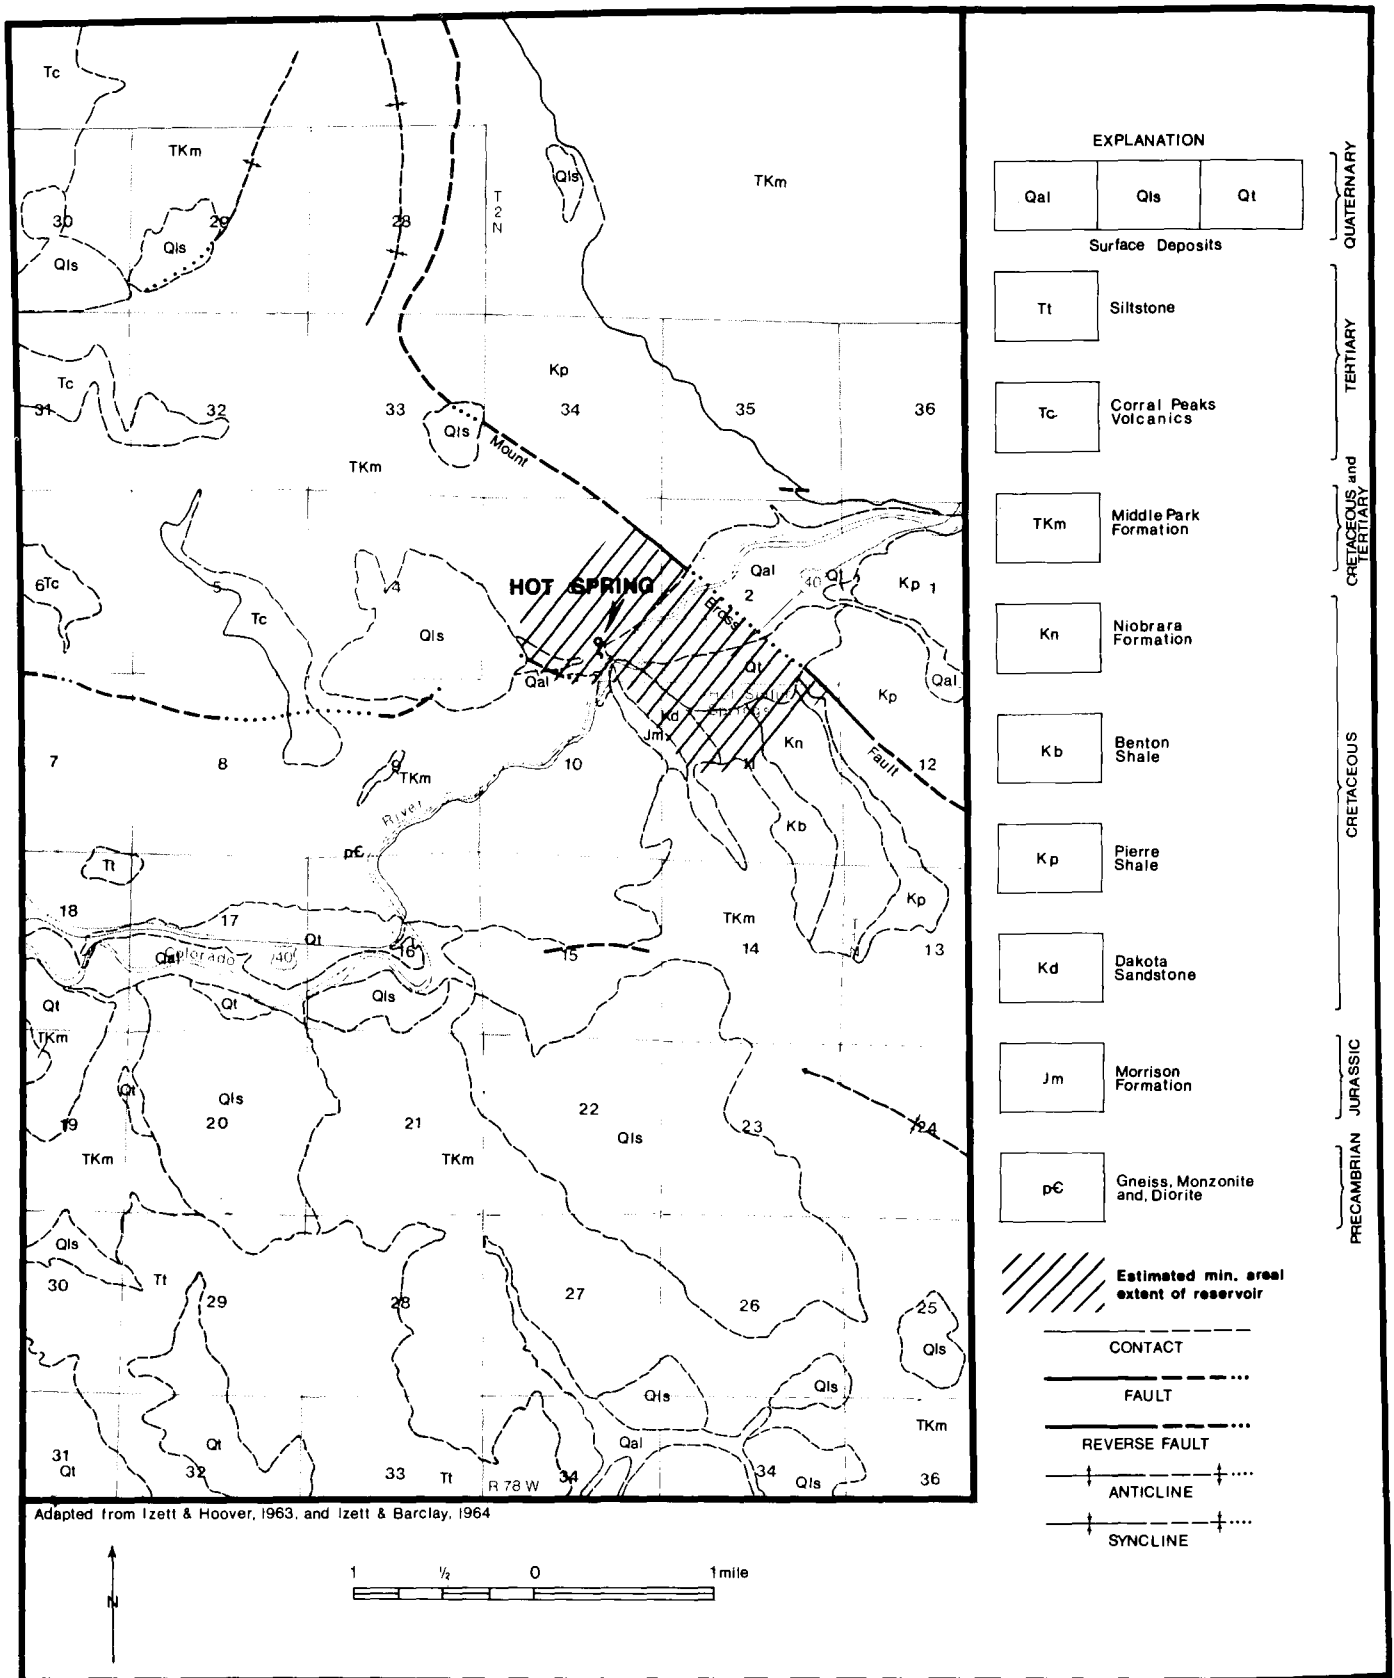 Tc
TKm
Qls
TKm
T
2
N
30
29
28
Qls
Qls
Kp
Tc
31
32
33
34
35
36
Qls
Mount
TKm
HOT SPRING
6
Tc
5
4
Qal
2
40
Qt
Kp
1
Tc
Qls
Bross
Qt
Qal
Qal
Kp
Hot Sulphur
Springs
Kd
Jm
Kn
Fault
7
8
9
10
11
12
TKm
River
Kb
p€
Tt
Kp
18
17
TKm
Qt
14
13
Qal
Colorado
40
16
15
Qt
Qt
Qls
TKm
Qt
Qls
22
19
20
21
23
24
Qls
TKm
TKm
Qls
30
Tt
29
28
27
26
25
Qls
Qls
Qls
TKm
31
Qt
Qt
32
33
Tt
R 78 W
34
Qal
34
Qls
36
Adapted from Izett & Hoover, 1963, and Izett & Barclay, 1964
N
1
½
0
1 mile
EXPLANATION
Qal
Qls
Qt
Surface Deposits
QUATERNARY
Tt
Siltstone
Tc
Corral Peaks
Volcanics
TERTIARY
TKm
Middle Park
Formation
CRETACEOUS and
TERTIARY
Kn
Niobrara
Formation
Kb
Benton
Shale
Kp
Pierre
Shale
Kd
Dakota
Sandstone
CRETACEOUS
Jm
Morrison
Formation
JURASSIC
p€
Gneiss, Monzonite
and, Diorite
PRECAMBRIAN
Estimated min. areal
extent of reservoir
CONTACT
FAULT
REVERSE FAULT
ANTICLINE
SYNCLINE